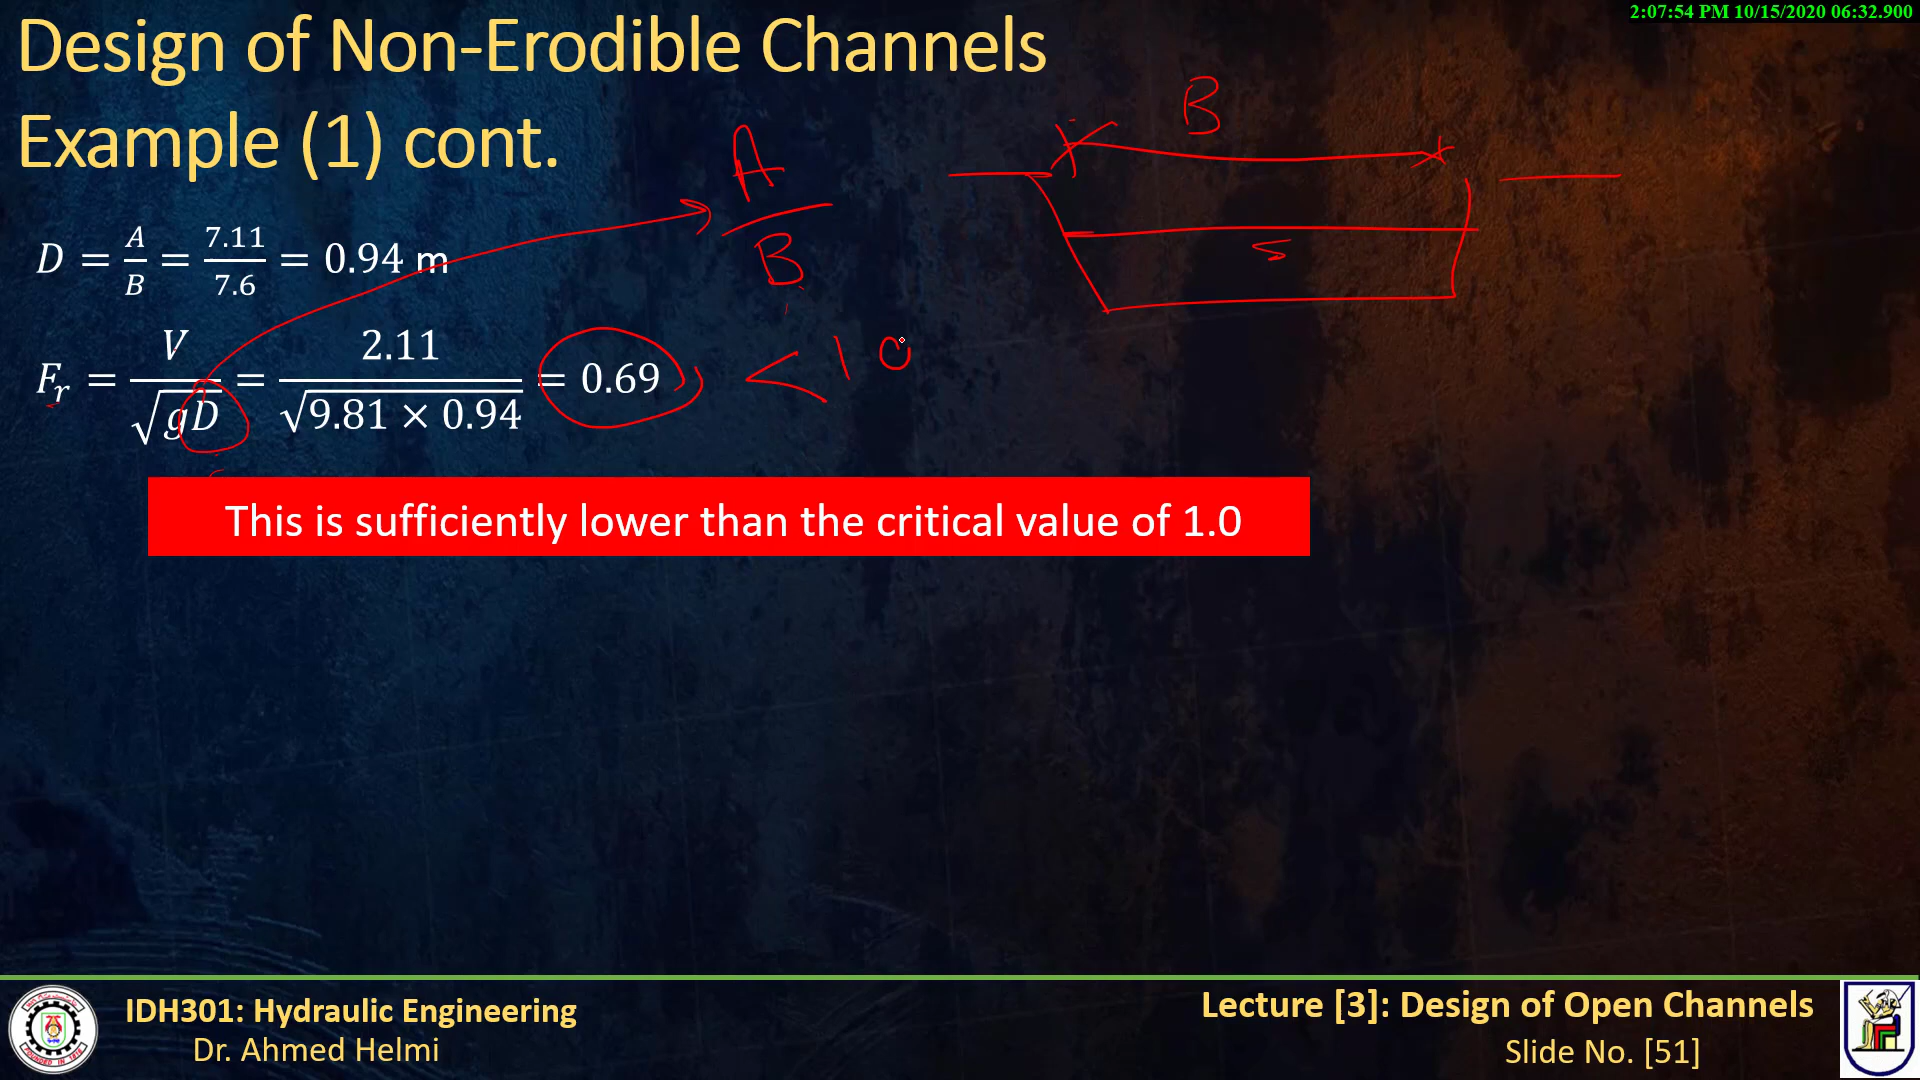 2:07:54 PM 10/15/2020 06:32.900
Design of Non-Erodible Channels
Example (1) cont.
B
A
B
D = A/B = 7.11/7.6 = 0.94 m
5
F_r = V/√gD = 2.11/√9.81 × 0.94 = 0.69
< 1 0
This is sufficiently lower than the critical value of 1.0
IDH301: Hydraulic Engineering
Dr. Ahmed Helmi
Lecture [3]: Design of Open Channels
Slide No. [51]